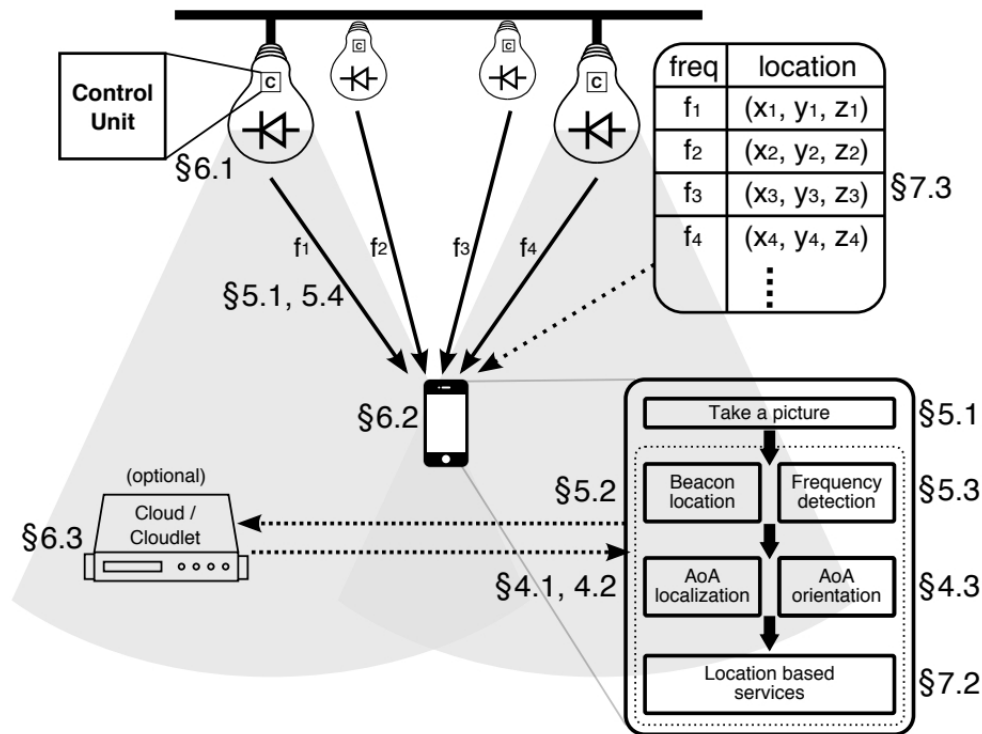 C
C
C
C
Control
Unit
§6.1
freq
location
f1
(x1, y1, z1)
f2
(x2, y2, z2)
f3
(x3, y3, z3)
f4
(x4, y4, z4)
§7.3
f1
f2
f3
f4
§5.1, 5.4
§6.2
Take a picture
§5.1
Beacon
location
§5.2
Frequency
detection
§5.3
(optional)
Cloud /
Cloudlet
§6.3
§4.1, 4.2
AoA
localization
AoA
orientation
§4.3
Location based
services
§7.2